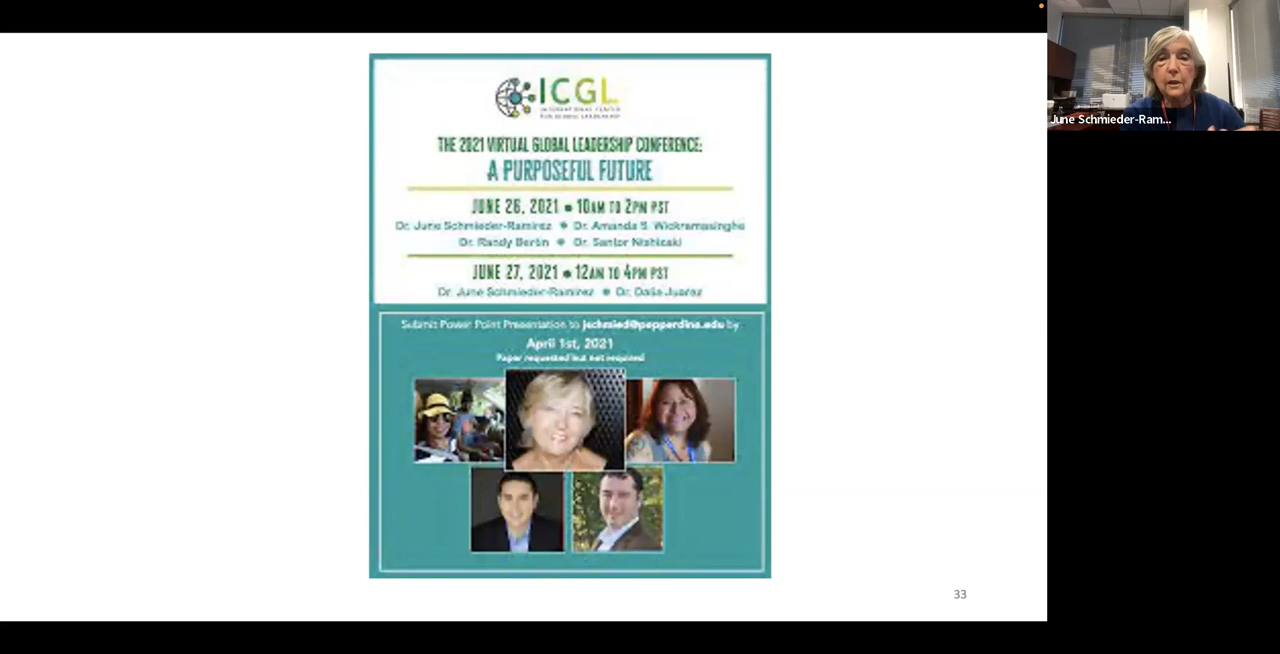 ICGL
INTERNATIONAL CENTER
FOR GLOBAL LEADERSHIP
THE 2021 VIRTUAL GLOBAL LEADERSHIP CONFERENCE:
A PURPOSEFUL FUTURE
JUNE 26, 2021 • 10AM TO 2PM PST
Dr. June Schmieder-Ramirez • Dr. Amanda S. Wickramasinghe
Dr. Randy Bertin • Dr. Santor Nishizaki
JUNE 27, 2021 • 12AM TO 4PM PST
Dr. June Schmieder-Ramirez • Dr. Dalia Juarez
Submit Power Point Presentation to jschmied@pepperdine.edu by
April 1st, 2021
Paper requested but not required
33
June Schmieder-Ram...